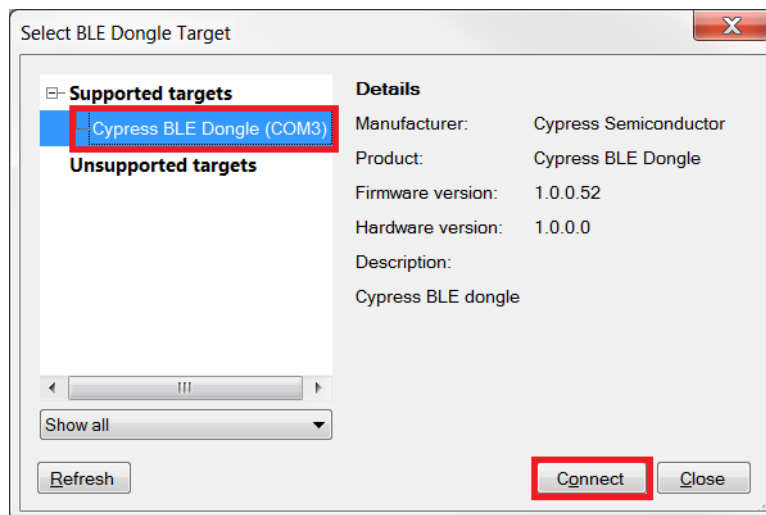 Select BLE Dongle Target
Supported targets
Cypress BLE Dongle (COM3)
Unsupported targets
Show all
Refresh
Details
Manufacturer: Cypress Semiconductor
Product: Cypress BLE Dongle
Firmware version: 1.0.0.52
Hardware version: 1.0.0.0
Description:
Cypress BLE dongle
Connect
Close